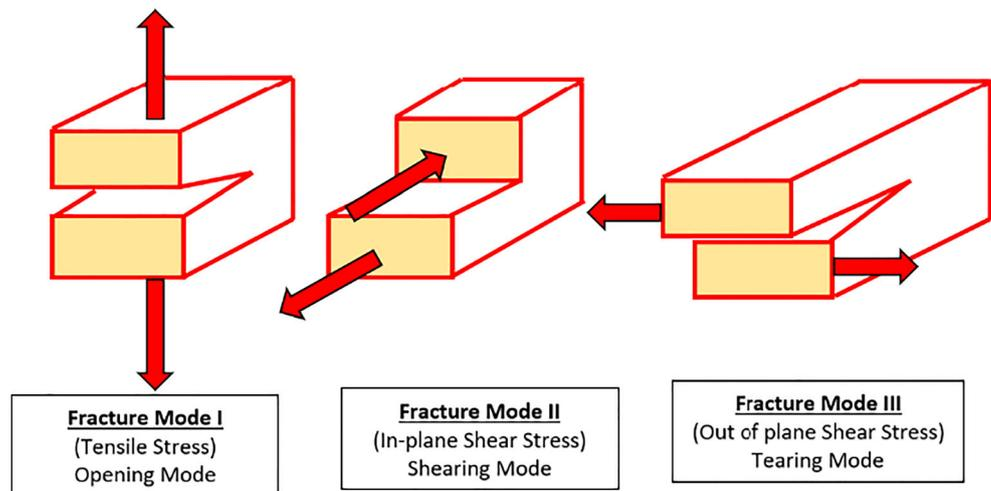 Fracture Mode I
(Tensile Stress)
Opening Mode
Fracture Mode II
(In-plane Shear Stress)
Shearing Mode
Fracture Mode III
(Out of plane Shear Stress)
Tearing Mode